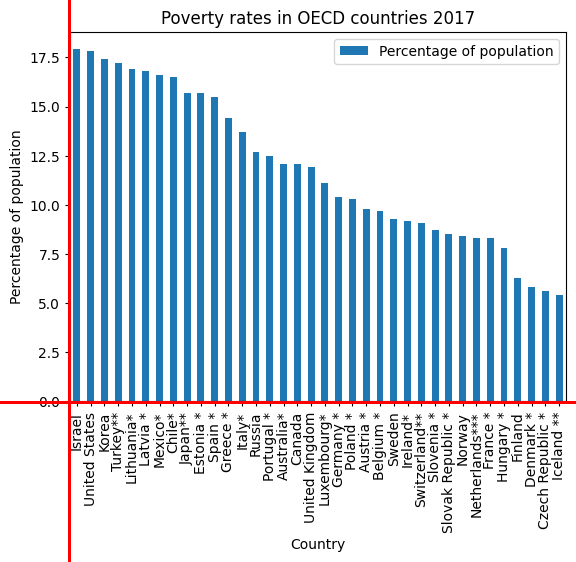 Poverty rates in OECD countries 2017
Percentage of population
Percentage of population
17.5
15.0
12.5
10.0
7.5
5.0
2.5
0.0
Israel
United States
Korea
Turkey**
Lithuania*
Latvia *
Mexico*
Chile*
Japan**
Estonia *
Spain *
Greece *
Italy*
Russia
Portugal *
Australia*
Canada
United Kingdom
Luxembourg*
Germany *
Poland *
Austria *
Belgium *
Sweden
Ireland*
Switzerland**
Slovenia *
Slovak Republic *
Norway
Netherlands***
France *
Hungary *
Finland
Denmark *
Czech Republic *
Iceland **
Country